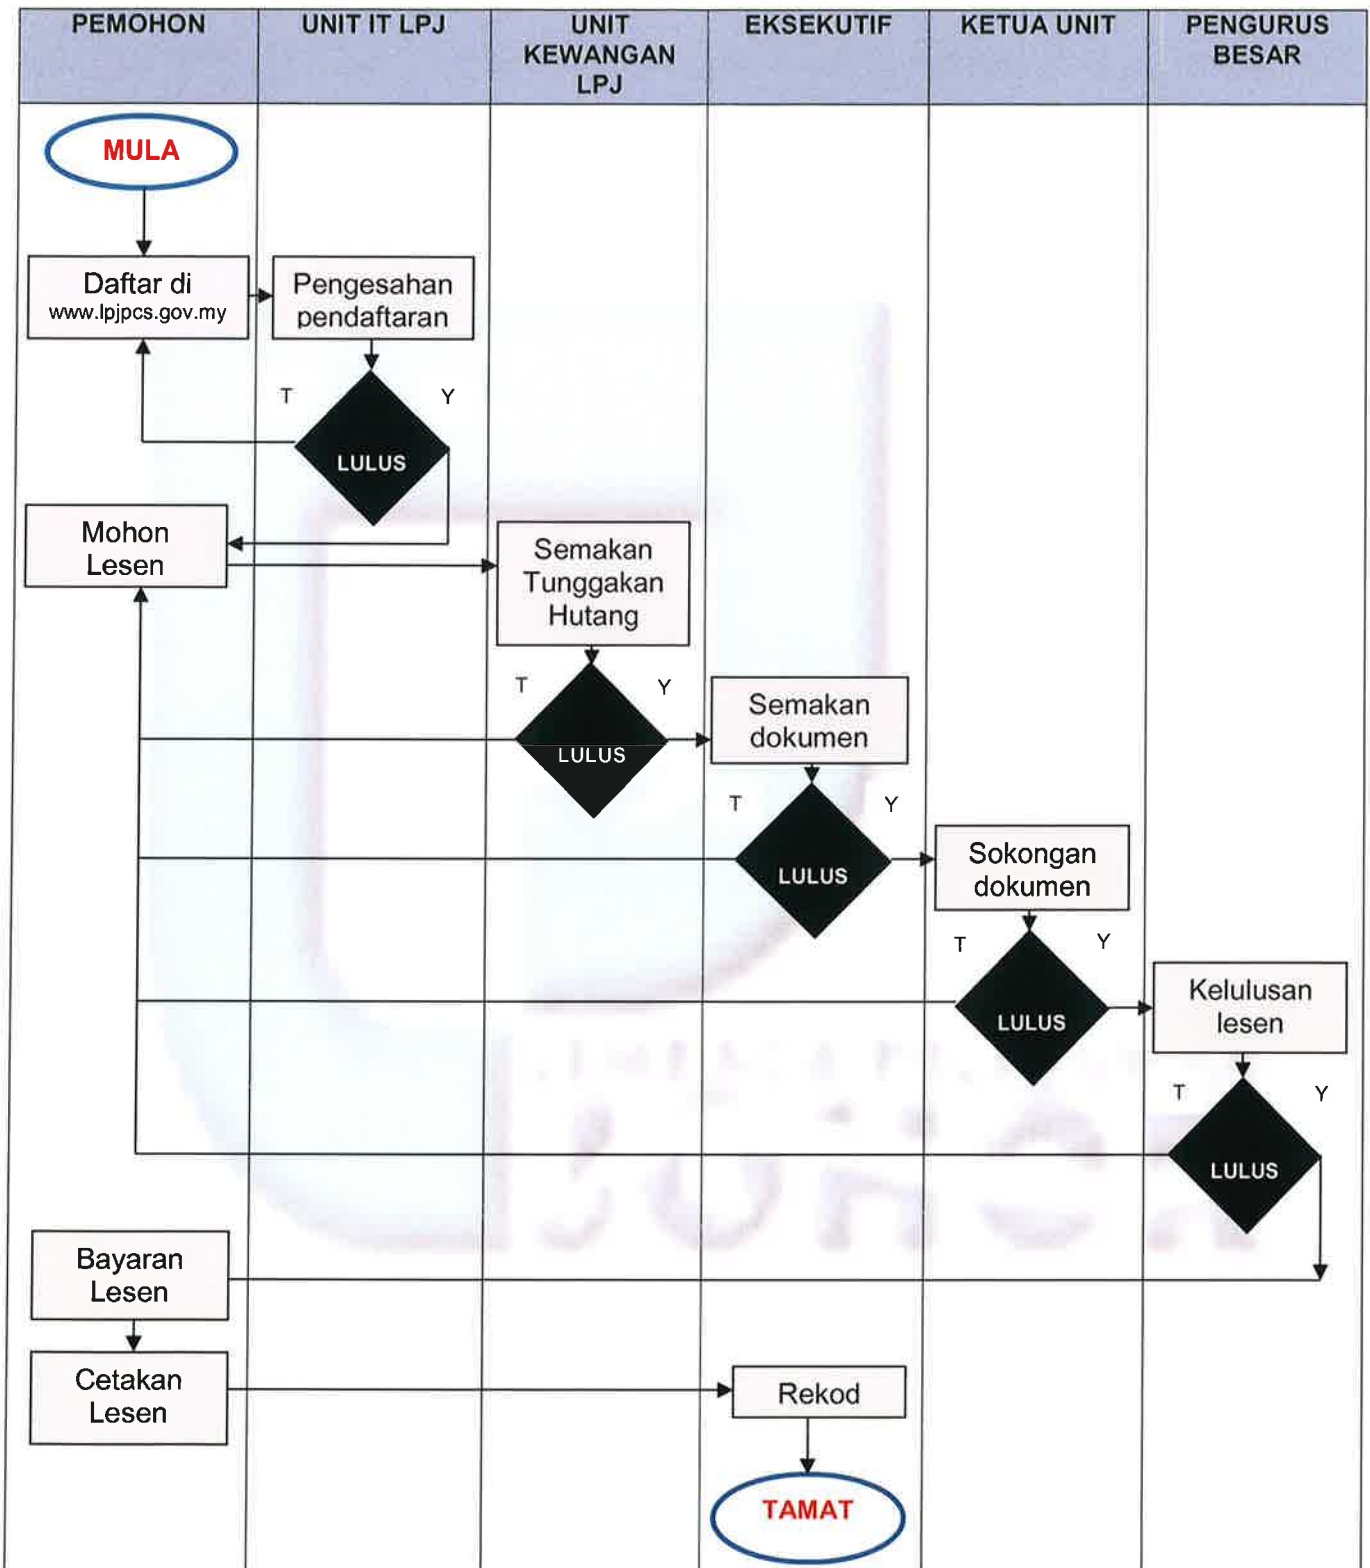 PEMOHON
UNIT IT LPJ
UNIT
KEWANGAN
LPJ
EKSEKUTIF
KETUA UNIT
PENGURUS
BESAR
MULA
Daftar di
www.lpjpcs.gov.my
Pengesahan
pendaftaran
T
Y
LULUS
Mohon
Lesen
Semakan
Tunggakan
Hutang
T
Y
LULUS
Semakan
dokumen
T
Y
LULUS
Sokongan
dokumen
T
Y
LULUS
Kelulusan
lesen
T
Y
LULUS
Bayaran
Lesen
Cetakan
Lesen
Rekod
TAMAT